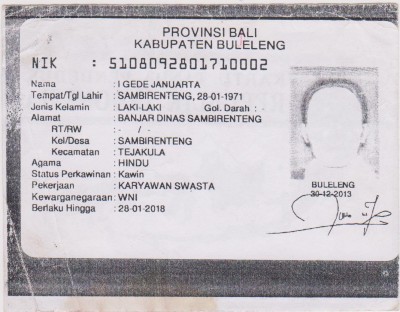 PROVINSI BALI
KABUPATEN BULELENG
NIK : 5108092801710002
Nama : I GEDE JANUARTA
Tempat/Tgl Lahir : SAMBIRENTENG, 28-01-1971
Jenis Kelamin : LAKI-LAKI Gol. Darah : -
Alamat : BANJAR DINAS SAMBIRENTENG
RT/RW : - / -
Kel/Desa : SAMBIRENTENG
Kecamatan : TEJAKULA
Agama : HINDU
Status Perkawinan : Kawin
Pekerjaan : KARYAWAN SWASTA
Kewarganegaraan : WNI
Berlaku Hingga : 28-01-2018
BULELENG
30-12-2013